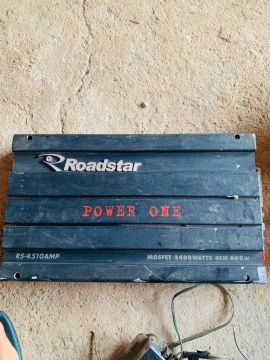 Roadstar
POWER ONE
RS-4510AMP MOSFET 2400WATTS 4CH 600W